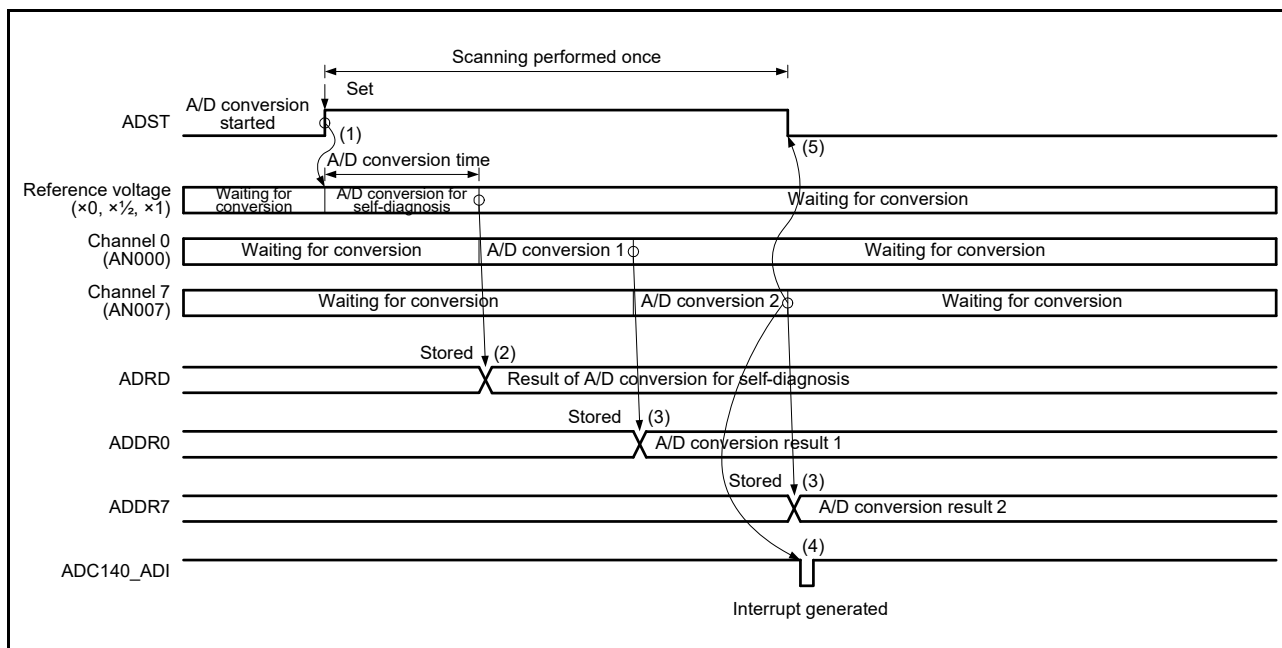 Scanning performed once
Set
A/D conversion
started
ADST
(1)
(5)
A/D conversion time
Reference voltage
(×0, ×½, ×1)
Waiting for
conversion
A/D conversion for
self-diagnosis
Waiting for conversion
Channel 0
(AN000)
Waiting for conversion
A/D conversion 1
Waiting for conversion
Channel 7
(AN007)
Waiting for conversion
A/D conversion 2
Waiting for conversion
Stored
(2)
ADRD
Result of A/D conversion for self-diagnosis
Stored
(3)
ADDR0
A/D conversion result 1
Stored
(3)
ADDR7
A/D conversion result 2
(4)
ADC140_ADI
Interrupt generated